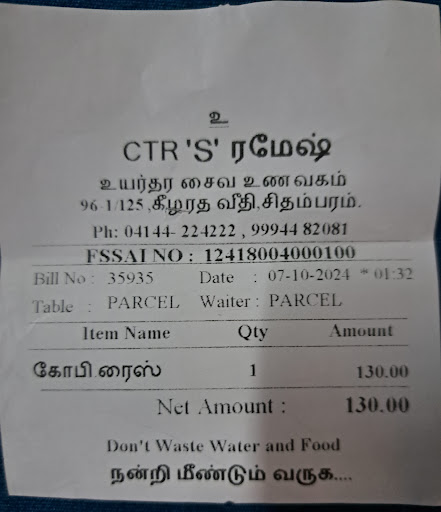 உ
CTR 'S' ரமேஷ்
உயர்தர சைவ உணவகம்
96-1/125 ,கீழரத வீதி,சிதம்பரம்.
Ph: 04144- 224222 , 99944 82081
FSSAI NO : 12418004000100
Bill No : 35935 Date : 07-10-2024 * 01:32
Table : PARCEL Waiter : PARCEL
Item Name Qty Amount
கோபி ரைஸ் 1 130.00
Net Amount : 130.00
Don't Waste Water and Food
நன்றி மீண்டும் வருக....